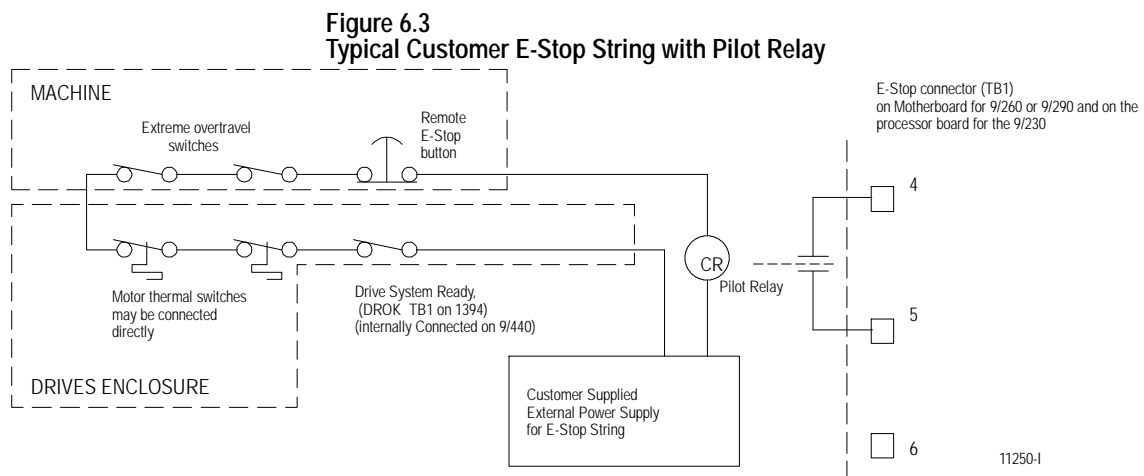 Figure 6.3
Typical Customer E-Stop String with Pilot Relay
MACHINE
Extreme overtravel
switches
Remote
E-Stop
button
E-Stop connector (TB1)
on Motherboard for 9/260 or 9/290 and on the
processor board for the 9/230
4
CR
Pilot Relay
Motor thermal switches
may be connected
directly
Drive System Ready,
(DROK TB1 on 1394)
(internally Connected on 9/440)
5
DRIVES ENCLOSURE
Customer Supplied
External Power Supply
for E-Stop String
6
11250-I